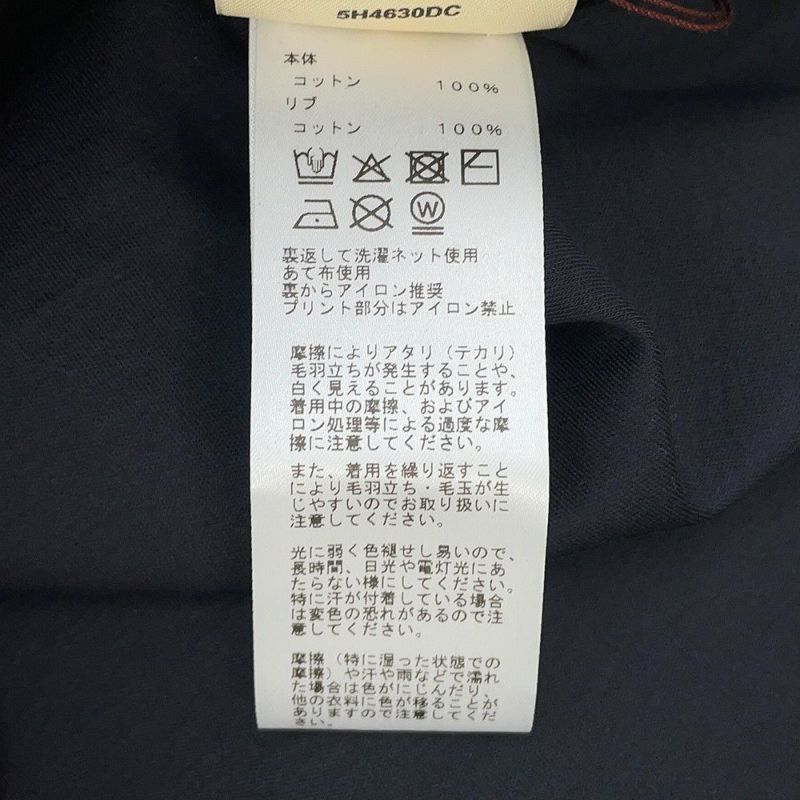 5H4630DC
本体
コットン 100%
リブ
コットン 100%
W
裏返して洗濯ネット使用
あて布使用
裏からアイロン推奨
プリント部分はアイロン禁止
摩擦によりアタリ（テカリ）
毛羽立ちが発生することや、
白く見えることがあります。
着用中の摩擦、およびアイ
ロン処理等による過度な摩
擦に注意してください。
また、着用を繰り返すこと
により毛羽立ち・毛玉が生
じやすいのでお取り扱いに
注意してください。
光に弱く色褪せし易いので、
長時間、日光や電灯光にあ
たらない様にしてください。
特に汗が付着している場合
は変色の恐れがあるので注
意してください。
摩擦（特に湿った状態での
摩擦）や汗や雨などで濡れ
た場合は色がにじんだり、
他の衣料に色が移ることが
ありますので注意してくだ
さい。